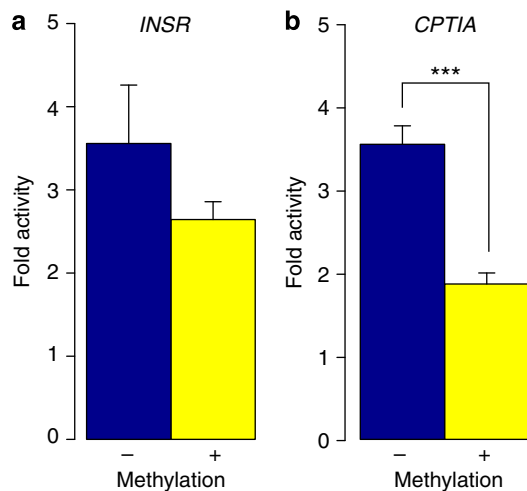 a
INSR
5
4
3
2
1
0
Fold activity
− +
Methylation
b
CPTIA
***
5
4
3
2
1
0
Fold activity
− +
Methylation